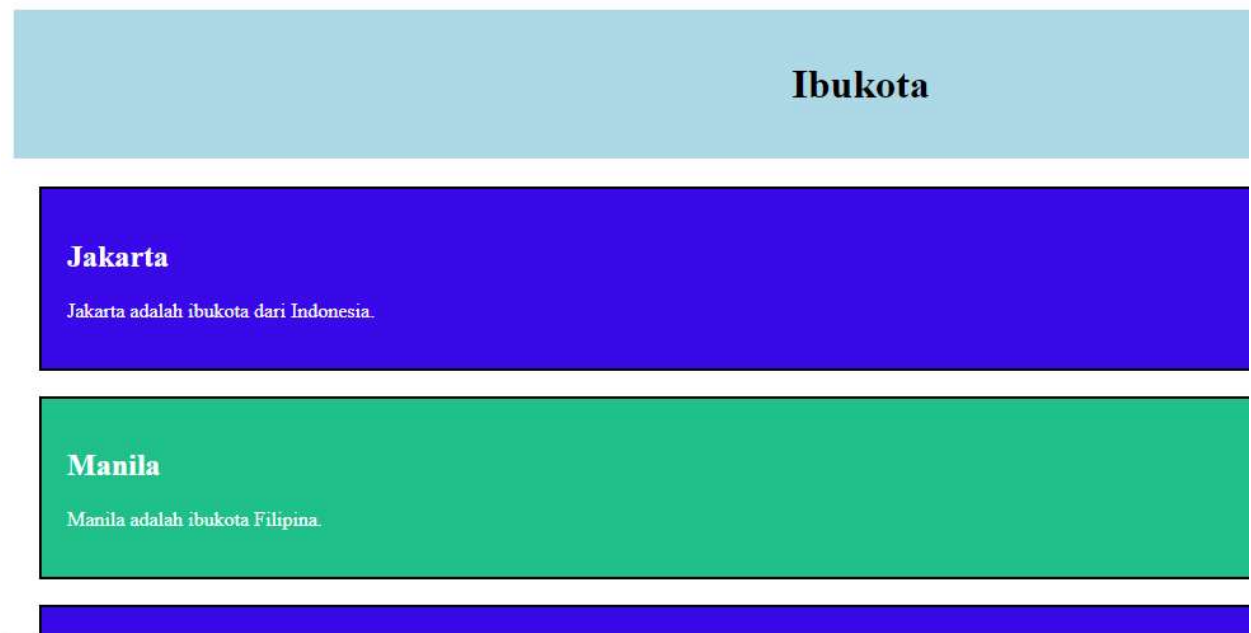 Ibukota
Jakarta
Jakarta adalah ibukota dari Indonesia.
Manila
Manila adalah ibukota Filipina.